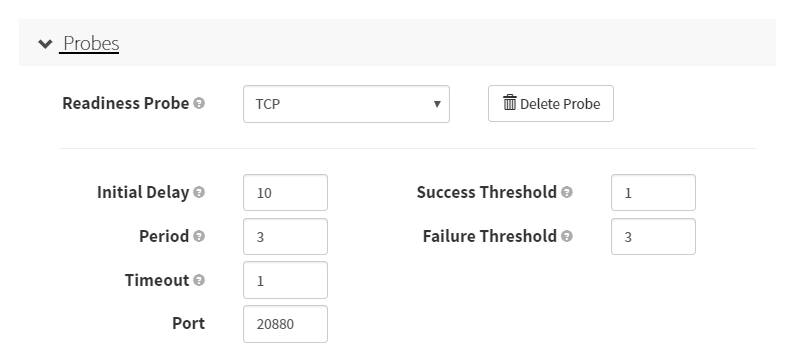 Probes
Readiness Probe ? TCP Delete Probe
Initial Delay ? 10 Success Threshold ? 1
Period ? 3 Failure Threshold ? 3
Timeout ? 1
Port 20880